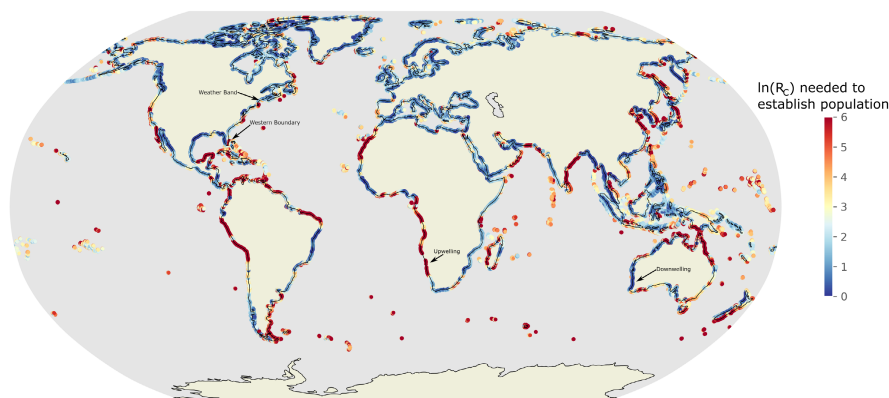 ln(R_C) needed to
establish population
6
5
4
3
2
1
0
Weather Band
Western Boundary
Upwelling
Downwelling